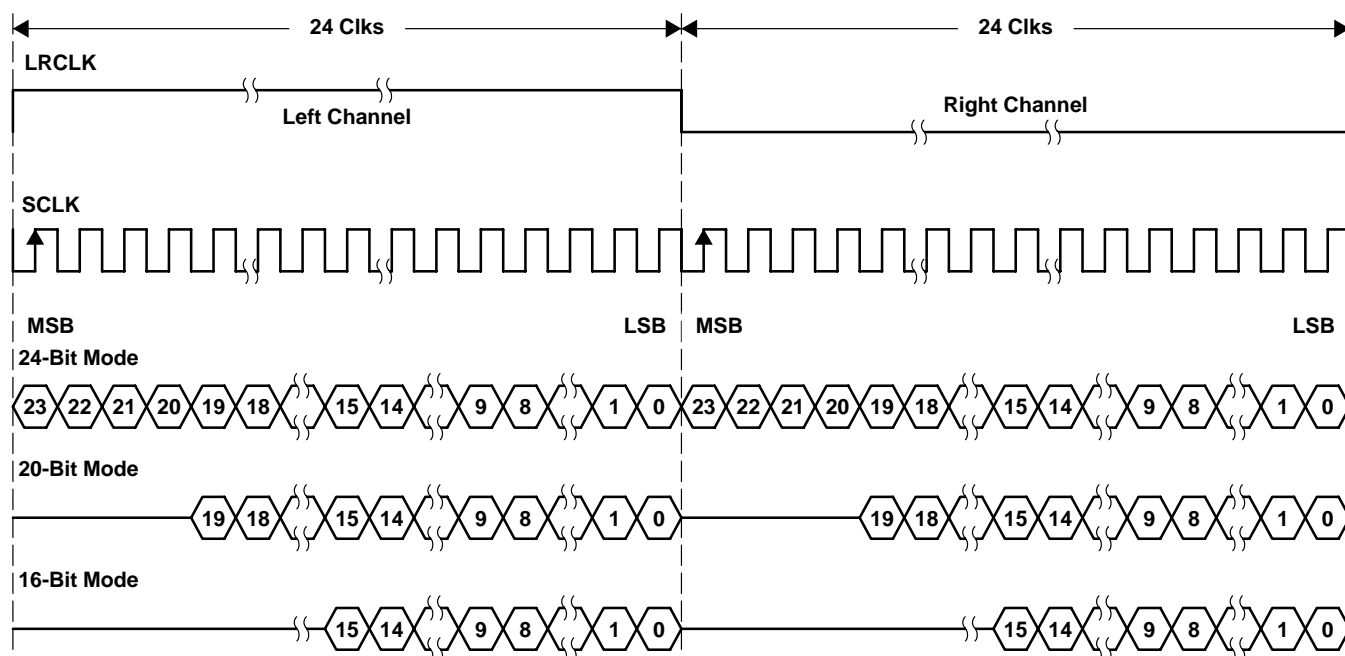 24 Clks 24 Clks
LRCLK
Left Channel Right Channel
SCLK
MSB LSB MSB LSB
24-Bit Mode
23 22 21 20 19 18 15 14 9 8 1 0 23 22 21 20 19 18 15 14 9 8 1 0
20-Bit Mode
19 18 15 14 9 8 1 0 19 18 15 14 9 8 1 0
16-Bit Mode
15 14 9 8 1 0 15 14 9 8 1 0